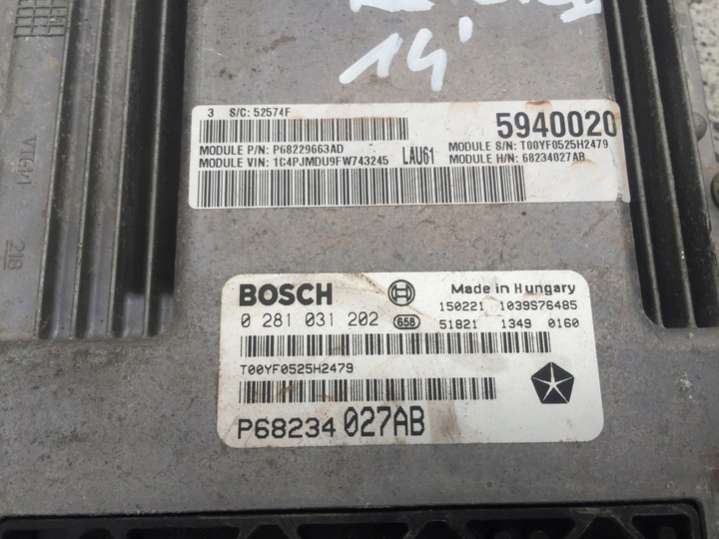 14'
3 S/C: 52574F
5940020
MODULE P/N: P68229663AD
MODULE S/N: T00YF0525H2479
MODULE VIN: 1C4PJMDU9FW743245
LAU61
MODULE H/N: 68234027AB
BOSCH
Made in Hungary
0 281 031 202
658
150221 1039S76485
51821 1349 0160
T00YF0525H2479
P68234 027AB